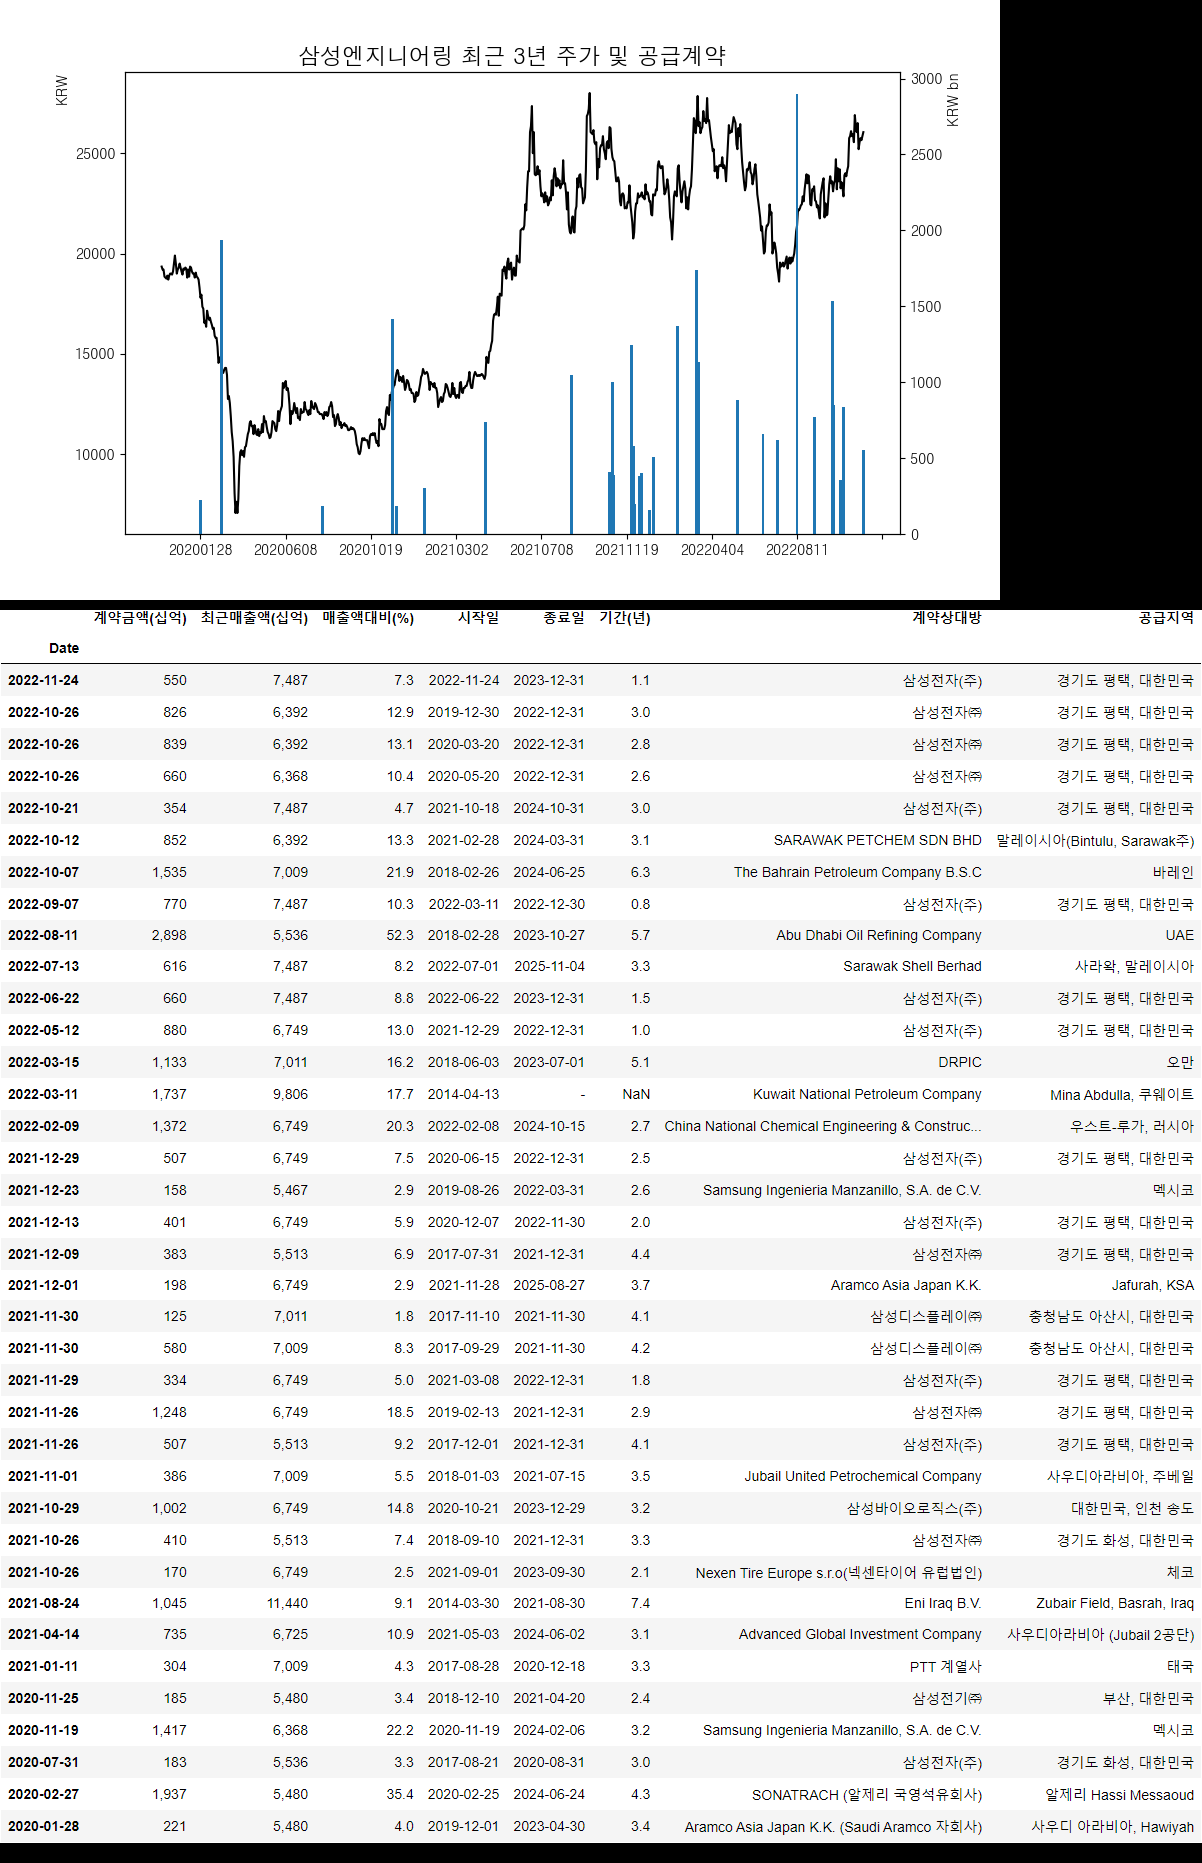 삼성엔지니어링 최근 3년 주가 및 공급계약
KRW
KRW bn
25000
20000
15000
10000
3000
2500
2000
1500
1000
500
0
20200128 20200608 20201019 20210302 20210708 20211119 20220404 20220811
계약금액(십억) 최근매출액(십억) 매출액대비(%) 시작일 종료일 기간(년) 계약상대방 공급지역
Date
2022-11-24 550 7,487 7.3 2022-11-24 2023-12-31 1.1 삼성전자(주) 경기도 평택, 대한민국
2022-10-26 826 6,392 12.9 2019-12-30 2022-12-31 3.0 삼성전자㈜ 경기도 평택, 대한민국
2022-10-26 839 6,392 13.1 2020-03-20 2022-12-31 2.8 삼성전자㈜ 경기도 평택, 대한민국
2022-10-26 660 6,368 10.4 2020-05-20 2022-12-31 2.6 삼성전자㈜ 경기도 평택, 대한민국
2022-10-21 354 7,487 4.7 2021-10-18 2024-10-31 3.0 삼성전자(주) 경기도 평택, 대한민국
2022-10-12 852 6,392 13.3 2021-02-28 2024-03-31 3.1 SARAWAK PETCHEM SDN BHD 말레이시아(Bintulu, Sarawak주)
2022-10-07 1,535 7,009 21.9 2018-02-26 2024-06-25 6.3 The Bahrain Petroleum Company B.S.C 바레인
2022-09-07 770 7,487 10.3 2022-03-11 2022-12-30 0.8 삼성전자(주) 경기도 평택, 대한민국
2022-08-11 2,898 5,536 52.3 2018-02-28 2023-10-27 5.7 Abu Dhabi Oil Refining Company UAE
2022-07-13 616 7,487 8.2 2022-07-01 2025-11-04 3.3 Sarawak Shell Berhad 사라왁, 말레이시아
2022-06-22 660 7,487 8.8 2022-06-22 2023-12-31 1.5 삼성전자(주) 경기도 평택, 대한민국
2022-05-12 880 6,749 13.0 2021-12-29 2022-12-31 1.0 삼성전자(주) 경기도 평택, 대한민국
2022-03-15 1,133 7,011 16.2 2018-06-03 2023-07-01 5.1 DRPIC 오만
2022-03-11 1,737 9,806 17.7 2014-04-13 - NaN Kuwait National Petroleum Company Mina Abdulla, 쿠웨이트
2022-02-09 1,372 6,749 20.3 2022-02-08 2024-10-15 2.7 China National Chemical Engineering & Construc... 우스트-루가, 러시아
2021-12-29 507 6,749 7.5 2020-06-15 2022-12-31 2.5 삼성전자(주) 경기도 평택, 대한민국
2021-12-23 158 5,467 2.9 2019-08-26 2022-03-31 2.6 Samsung Ingenieria Manzanillo, S.A. de C.V. 멕시코
2021-12-13 401 6,749 5.9 2020-12-07 2022-11-30 2.0 삼성전자(주) 경기도 평택, 대한민국
2021-12-09 383 5,513 6.9 2017-07-31 2021-12-31 4.4 삼성전자㈜ 경기도 평택, 대한민국
2021-12-01 198 6,749 2.9 2021-11-28 2025-08-27 3.7 Aramco Asia Japan K.K. Jafurah, KSA
2021-11-30 125 7,011 1.8 2017-11-10 2021-11-30 4.1 삼성디스플레이㈜ 충청남도 아산시, 대한민국
2021-11-30 580 7,009 8.3 2017-09-29 2021-11-30 4.2 삼성디스플레이㈜ 충청남도 아산시, 대한민국
2021-11-29 334 6,749 5.0 2021-03-08 2022-12-31 1.8 삼성전자(주) 경기도 평택, 대한민국
2021-11-26 1,248 6,749 18.5 2019-02-13 2021-12-31 2.9 삼성전자㈜ 경기도 평택, 대한민국
2021-11-26 507 5,513 9.2 2017-12-01 2021-12-31 4.1 삼성전자(주) 경기도 평택, 대한민국
2021-11-01 386 7,009 5.5 2018-01-03 2021-07-15 3.5 Jubail United Petrochemical Company 사우디아라비아, 주베일
2021-10-29 1,002 6,749 14.8 2020-10-21 2023-12-29 3.2 삼성바이오로직스(주) 대한민국, 인천 송도
2021-10-26 410 5,513 7.4 2018-09-10 2021-12-31 3.3 삼성전자㈜ 경기도 화성, 대한민국
2021-10-26 170 6,749 2.5 2021-09-01 2023-09-30 2.1 Nexen Tire Europe s.r.o(넥센타이어 유럽법인) 체코
2021-08-24 1,045 11,440 9.1 2014-03-30 2021-08-30 7.4 Eni Iraq B.V. Zubair Field, Basrah, Iraq
2021-04-14 735 6,725 10.9 2021-05-03 2024-06-02 3.1 Advanced Global Investment Company 사우디아라비아 (Jubail 2공단)
2021-01-11 304 7,009 4.3 2017-08-28 2020-12-18 3.3 PTT 계열사 태국
2020-11-25 185 5,480 3.4 2018-12-10 2021-04-20 2.4 삼성전기㈜ 부산, 대한민국
2020-11-19 1,417 6,368 22.2 2020-11-19 2024-02-06 3.2 Samsung Ingenieria Manzanillo, S.A. de C.V. 멕시코
2020-07-31 183 5,536 3.3 2017-08-21 2020-08-31 3.0 삼성전자(주) 경기도 화성, 대한민국
2020-02-27 1,937 5,480 35.4 2020-02-25 2024-06-24 4.3 SONATRACH (알제리 국영석유회사) 알제리 Hassi Messaoud
2020-01-28 221 5,480 4.0 2019-12-01 2023-04-30 3.4 Aramco Asia Japan K.K. (Saudi Aramco 자회사) 사우디 아라비아, Hawiyah